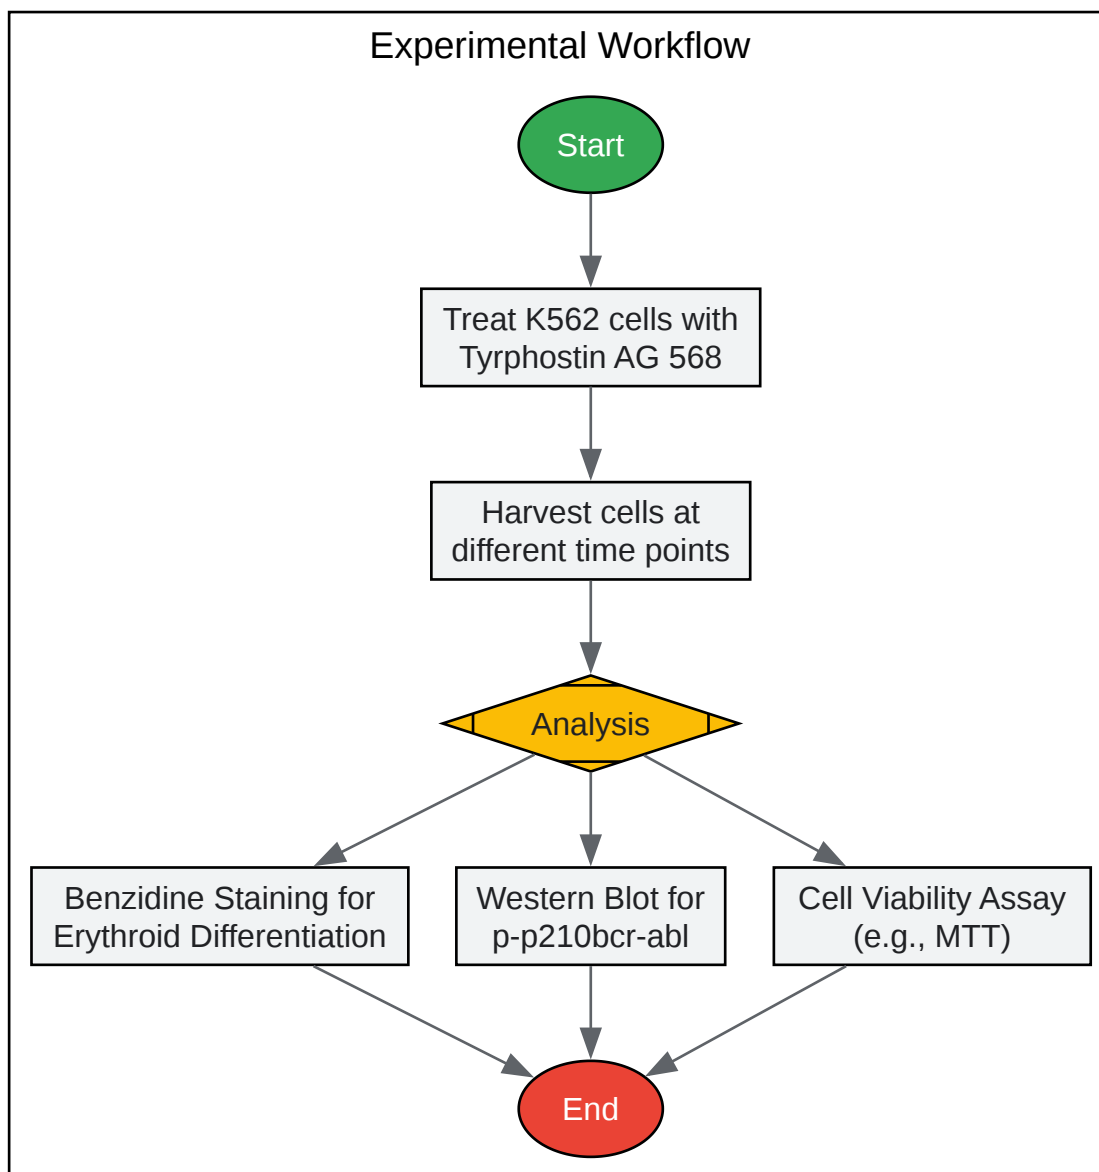 Experimental Workflow
Start
Treat K562 cells with
Tyrphostin AG 568
Harvest cells at
different time points
Analysis
Benzidine Staining for
Erythroid Differentiation
Western Blot for
p-p210bcr-abl
Cell Viability Assay
(e.g., MTT)
End